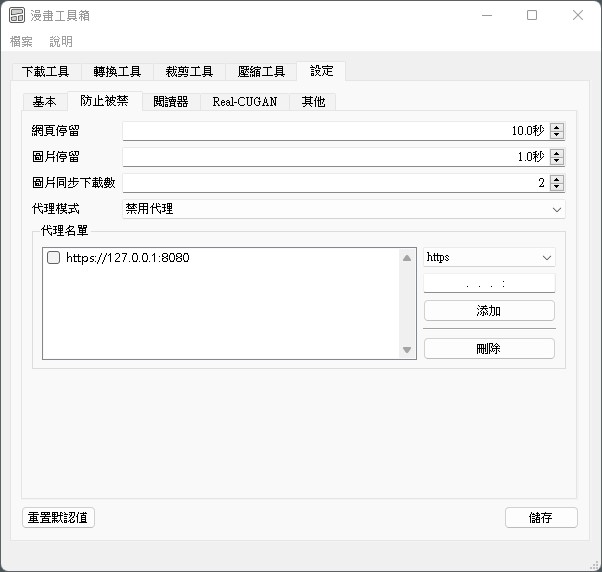 漫畫工具箱
檔案 說明
下載工具 轉換工具 裁剪工具 壓縮工具 設定
基本 防止被禁 閱讀器 Real-CUGAN 其他
網頁停留 10.0秒
圖片停留 1.0秒
圖片同步下載數 2
代理模式 禁用代理
代理名單
https://127.0.0.1:8080 https
. . . :
添加
刪除
重置默認值 儲存